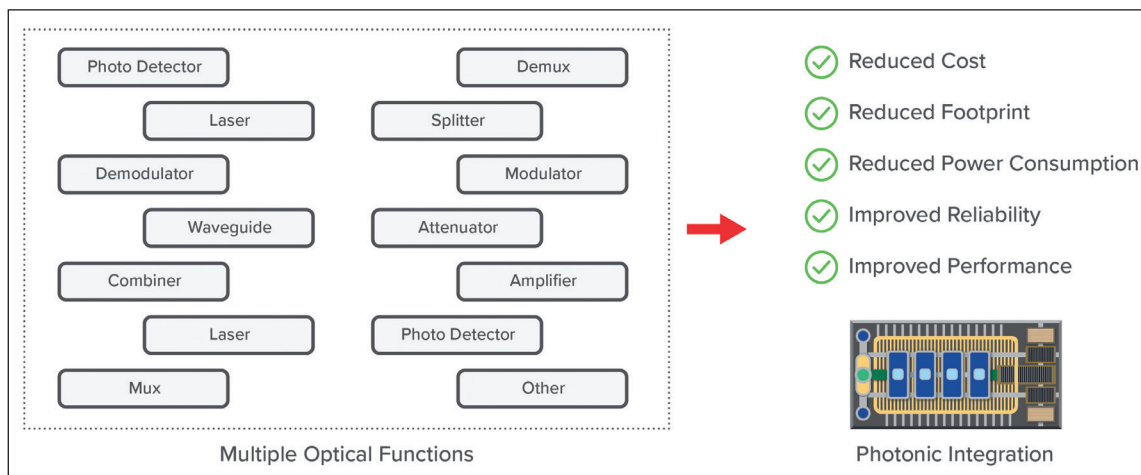 Photo Detector
Demux
Laser
Splitter
Demodulator
Modulator
Waveguide
Attenuator
Combiner
Amplifier
Laser
Photo Detector
Mux
Other
Multiple Optical Functions
Reduced Cost
Reduced Footprint
Reduced Power Consumption
Improved Reliability
Improved Performance
Photonic Integration